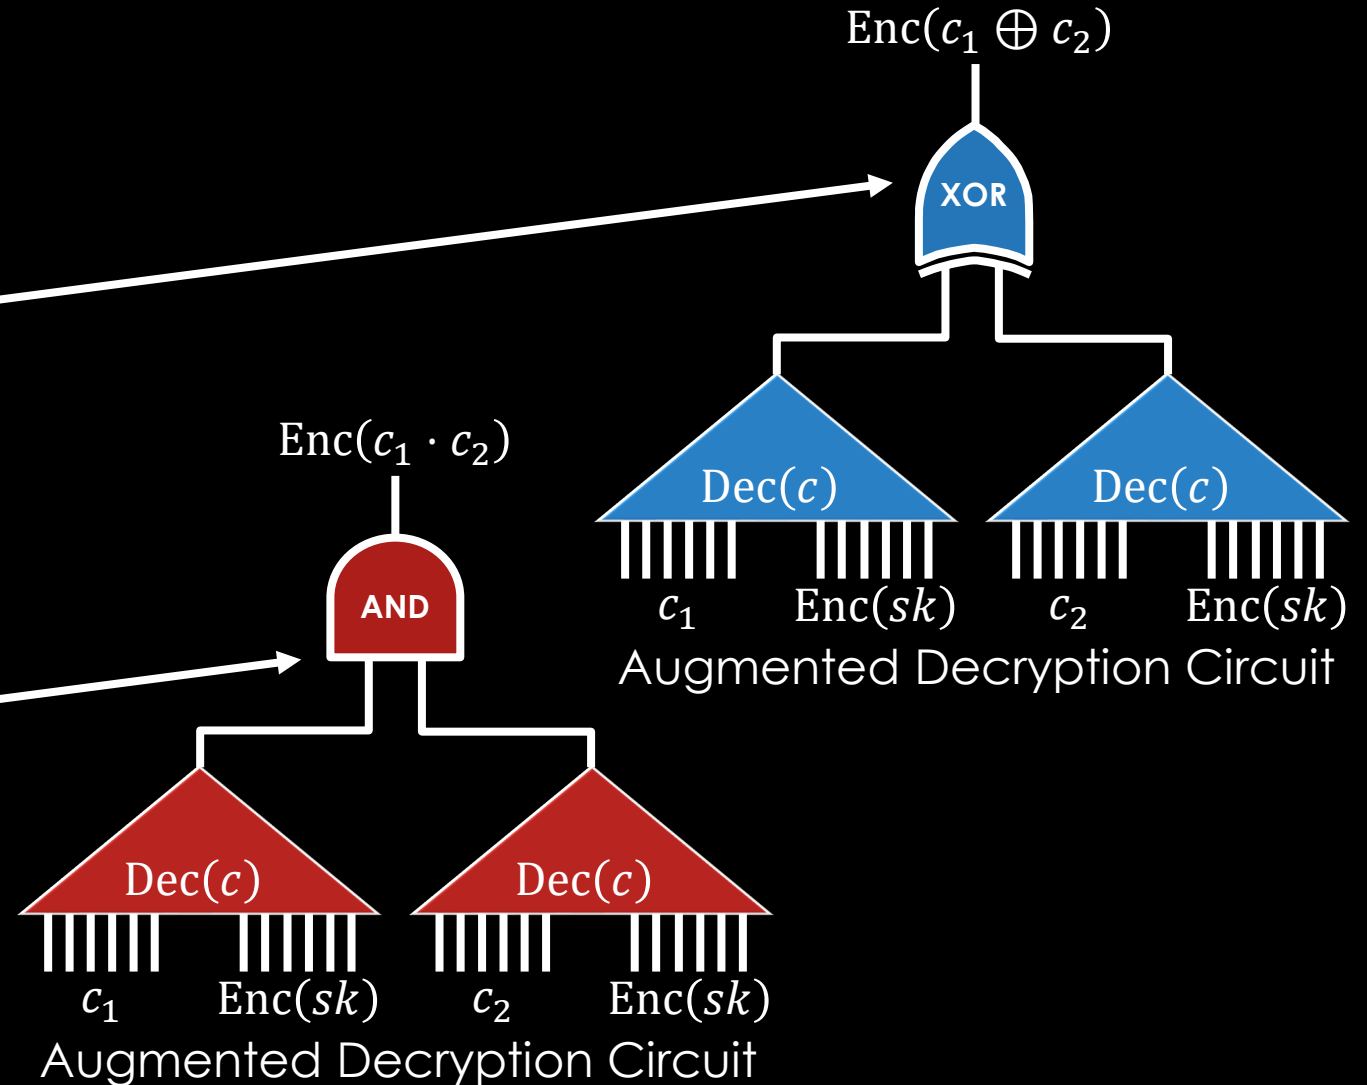 Enc(c₁ ⊕ c₂)
XOR
Dec(c) Dec(c)
c₁ Enc(sk) c₂ Enc(sk)
Augmented Decryption Circuit
Enc(c₁ · c₂)
AND
Dec(c) Dec(c)
c₁ Enc(sk) c₂ Enc(sk)
Augmented Decryption Circuit